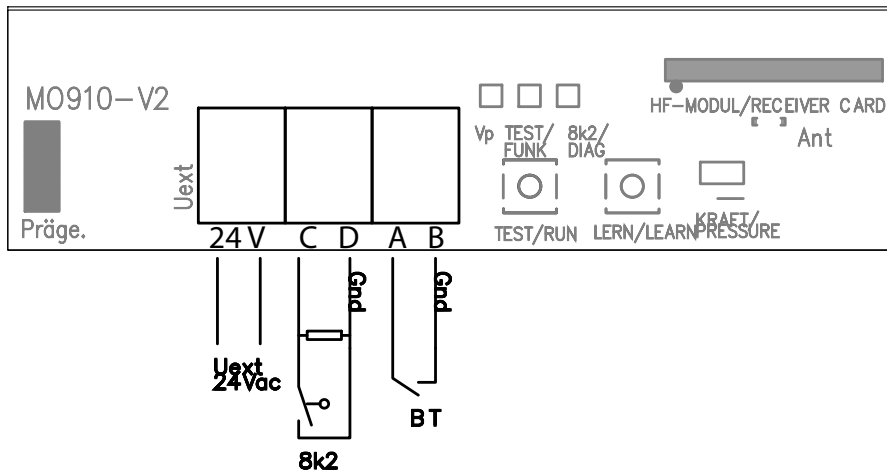 MO910-V2
Präge.
Uext
24 V C D A B
Vp TEST/
FUNK
8k2/
DIAG
TEST/RUN
LERN/LEARN
HF-MODUL/RECEIVER CARD
Ant
KRAFT/
PRESSURE
Gnd
Gnd
Uext
24Vac
8k2
BT